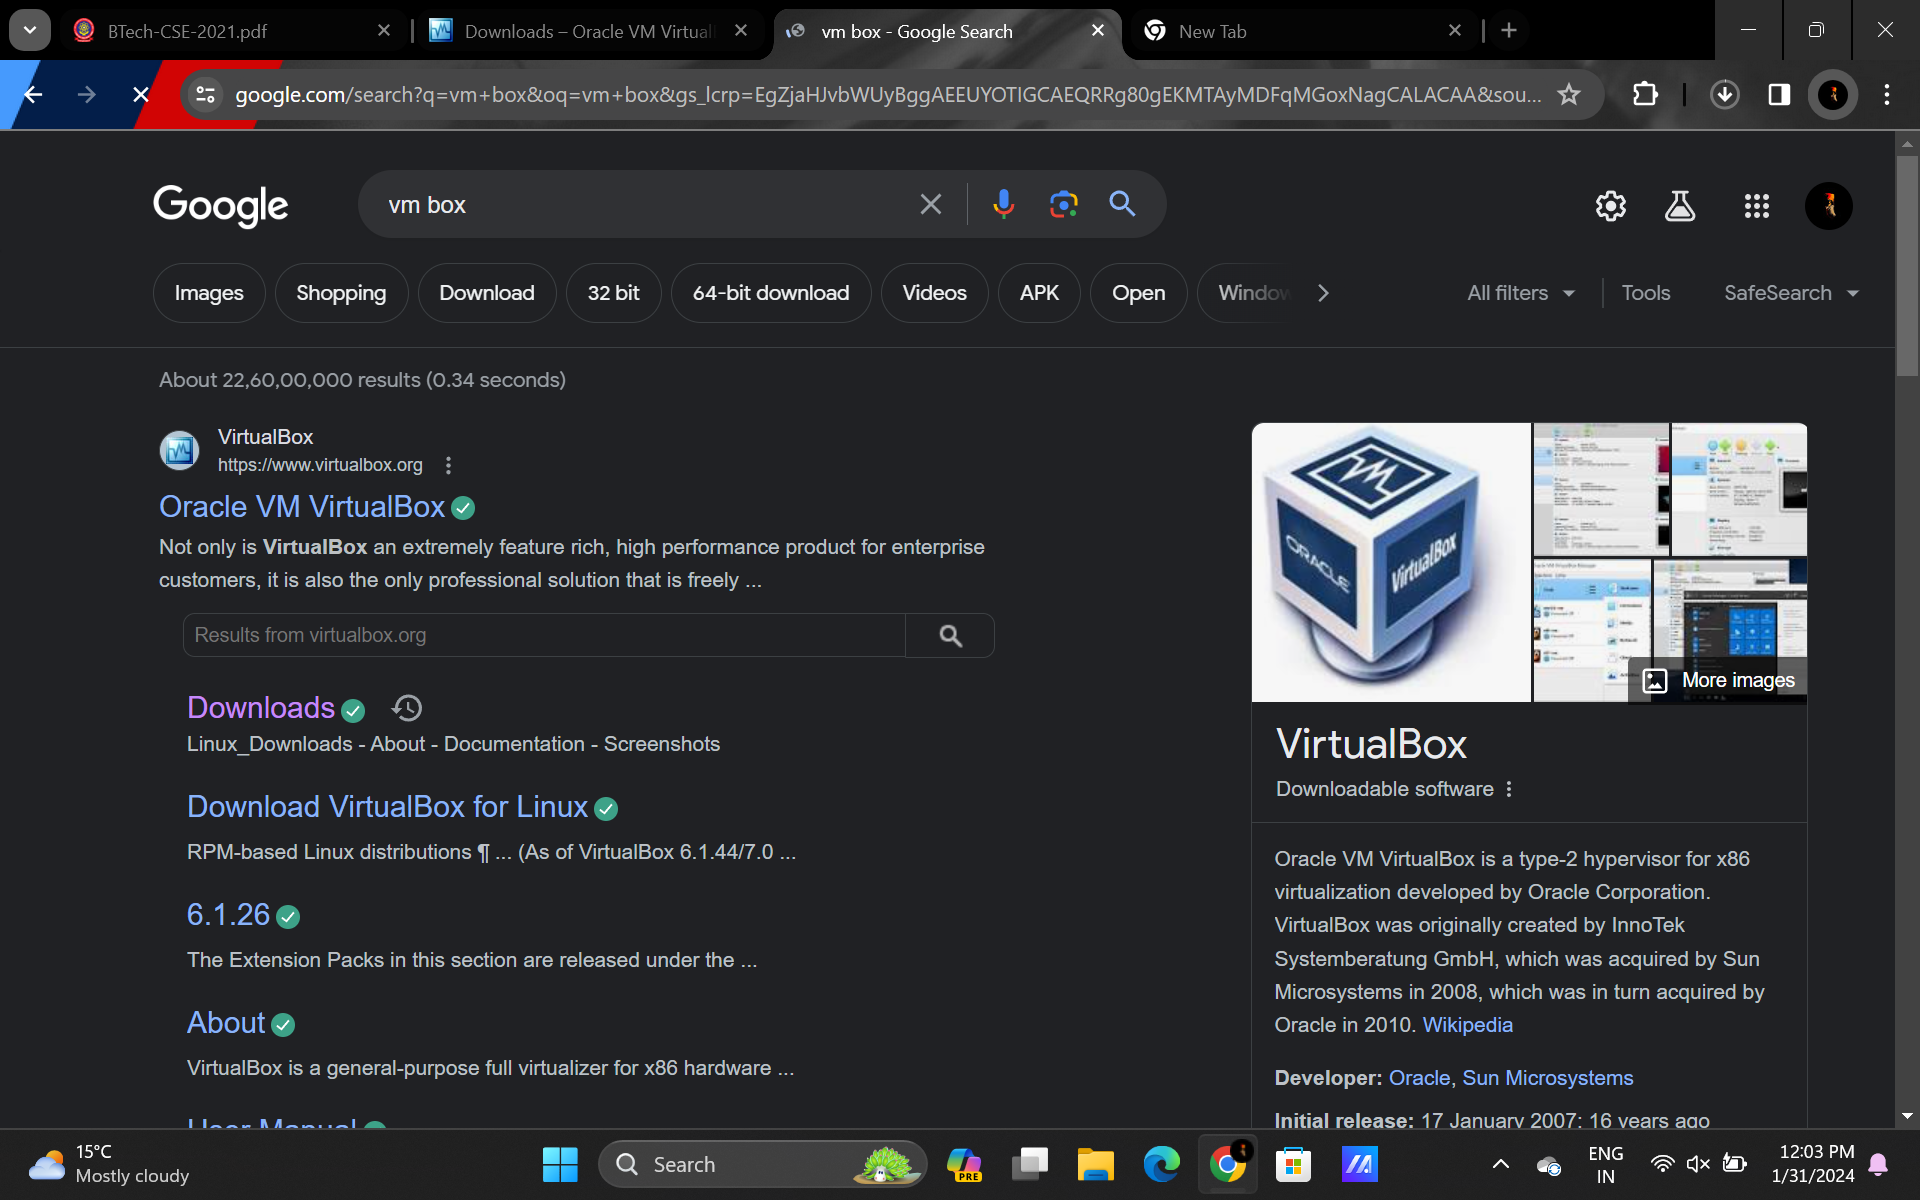 BTech-CSE-2021.pdf
Downloads – Oracle VM Virtual
vm box - Google Search
New Tab
google.com/search?q=vm+box&oq=vm+box&gs_lcrp=EgZjaHJvbWUyBggAEEUYOTIGCAEQRRg80gEKMTAyMDFqMGoxNagCALACAA&sou...
Google
vm box
Images
Shopping
Download
32 bit
64-bit download
Videos
APK
Open
Window
All filters
Tools
SafeSearch
About 22,60,00,000 results (0.34 seconds)
VirtualBox
https://www.virtualbox.org
Oracle VM VirtualBox
Not only is VirtualBox an extremely feature rich, high performance product for enterprise
customers, it is also the only professional solution that is freely ...
Results from virtualbox.org
Downloads
Linux_Downloads - About - Documentation - Screenshots
Download VirtualBox for Linux
RPM-based Linux distributions ¶ ... (As of VirtualBox 6.1.44/7.0 ...
6.1.26
The Extension Packs in this section are released under the ...
About
VirtualBox is a general-purpose full virtualizer for x86 hardware ...
User Manual
ORACLE
VirtualBox
More images
VirtualBox
Downloadable software
Oracle VM VirtualBox is a type-2 hypervisor for x86
virtualization developed by Oracle Corporation.
VirtualBox was originally created by InnoTek
Systemberatung GmbH, which was acquired by Sun
Microsystems in 2008, which was in turn acquired by
Oracle in 2010. Wikipedia
Developer: Oracle, Sun Microsystems
Initial release: 17 January 2007; 16 years ago
15°C
Mostly cloudy
Search
PRE
ENG
IN
12:03 PM
1/31/2024